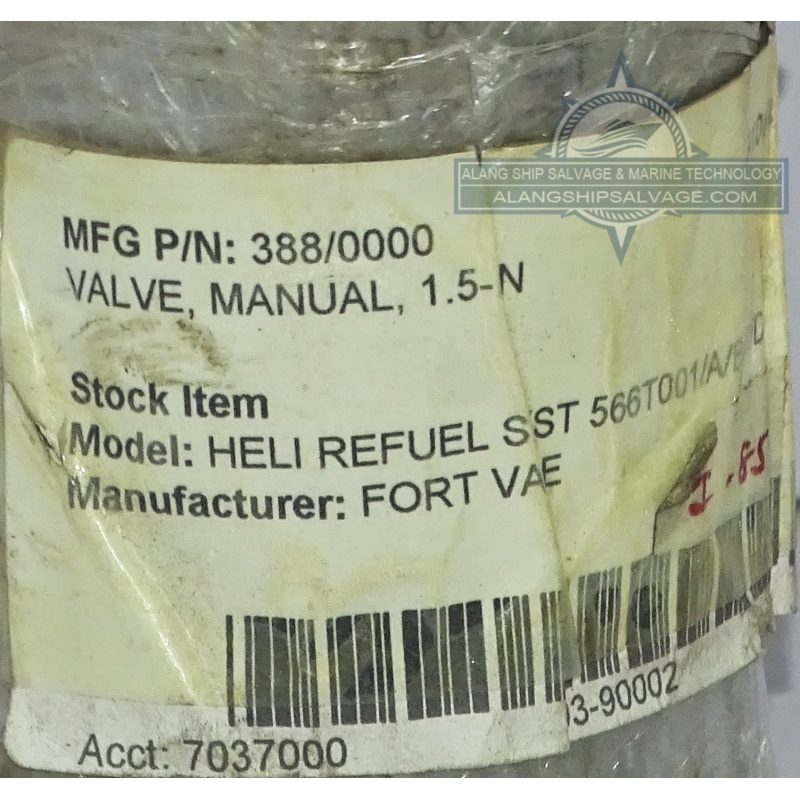 ALANG SHIP SALVAGE & MARINE TECHNOLOGY
ALANGSHIPSALVAGE.COM
MFG P/N: 388/0000
VALVE, MANUAL, 1.5-N
Stock Item
Model: HELI REFUEL SST 566T001/A/
Manufacturer: FORT VAE
I.85
3-90002
Acct: 7037000